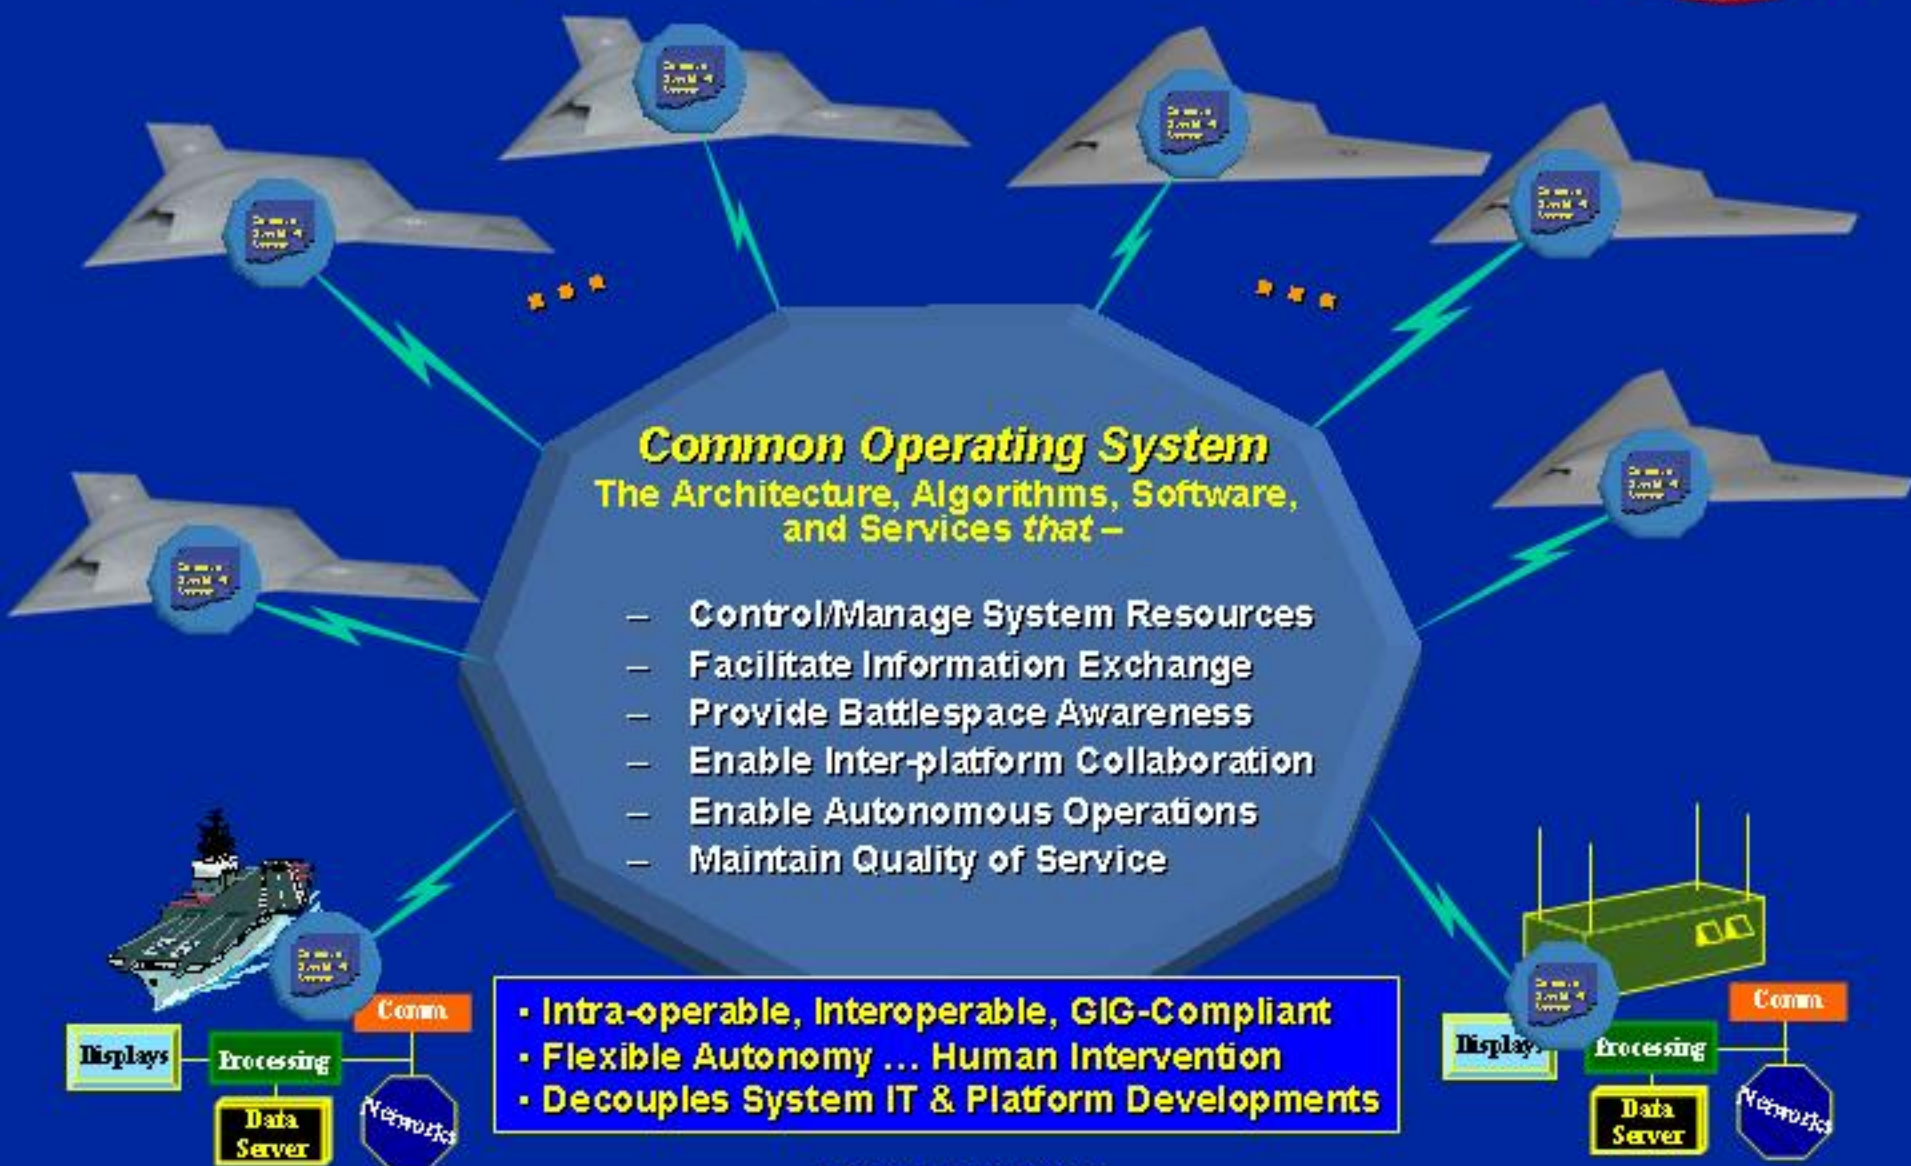 Common Operating System
The Architecture, Algorithms, Software,
and Services that –
– Control/Manage System Resources
– Facilitate Information Exchange
– Provide Battlespace Awareness
– Enable Inter-platform Collaboration
– Enable Autonomous Operations
– Maintain Quality of Service
Comm
Displays
Processing
Data
Server
Networks
▪ Intra-operable, Interoperable, GIG-Compliant
▪ Flexible Autonomy ... Human Intervention
▪ Decouples System IT & Platform Developments
Comm
Displays
Processing
Data
Server
Networks